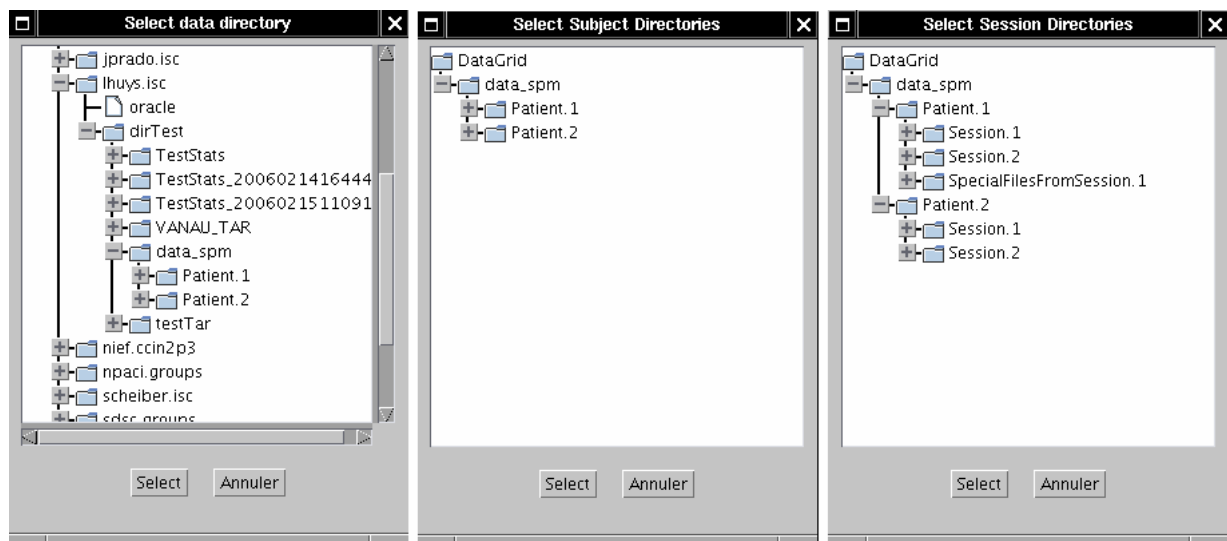 Select data directory
jprado.isc
lhuys.isc
oracle
dirTest
TestStats
TestStats_2006021416444
TestStats_2006021511091
VANAU_TAR
data_spm
Patient.1
Patient.2
testTar
nief.ccin2p3
npaci.groups
scheiber.isc
sdsc.groups
Select
Annuler
Select Subject Directories
DataGrid
data_spm
Patient.1
Patient.2
Select
Annuler
Select Session Directories
DataGrid
data_spm
Patient.1
Session.1
Session.2
SpecialFilesFromSession.1
Patient.2
Session.1
Session.2
Select
Annuler